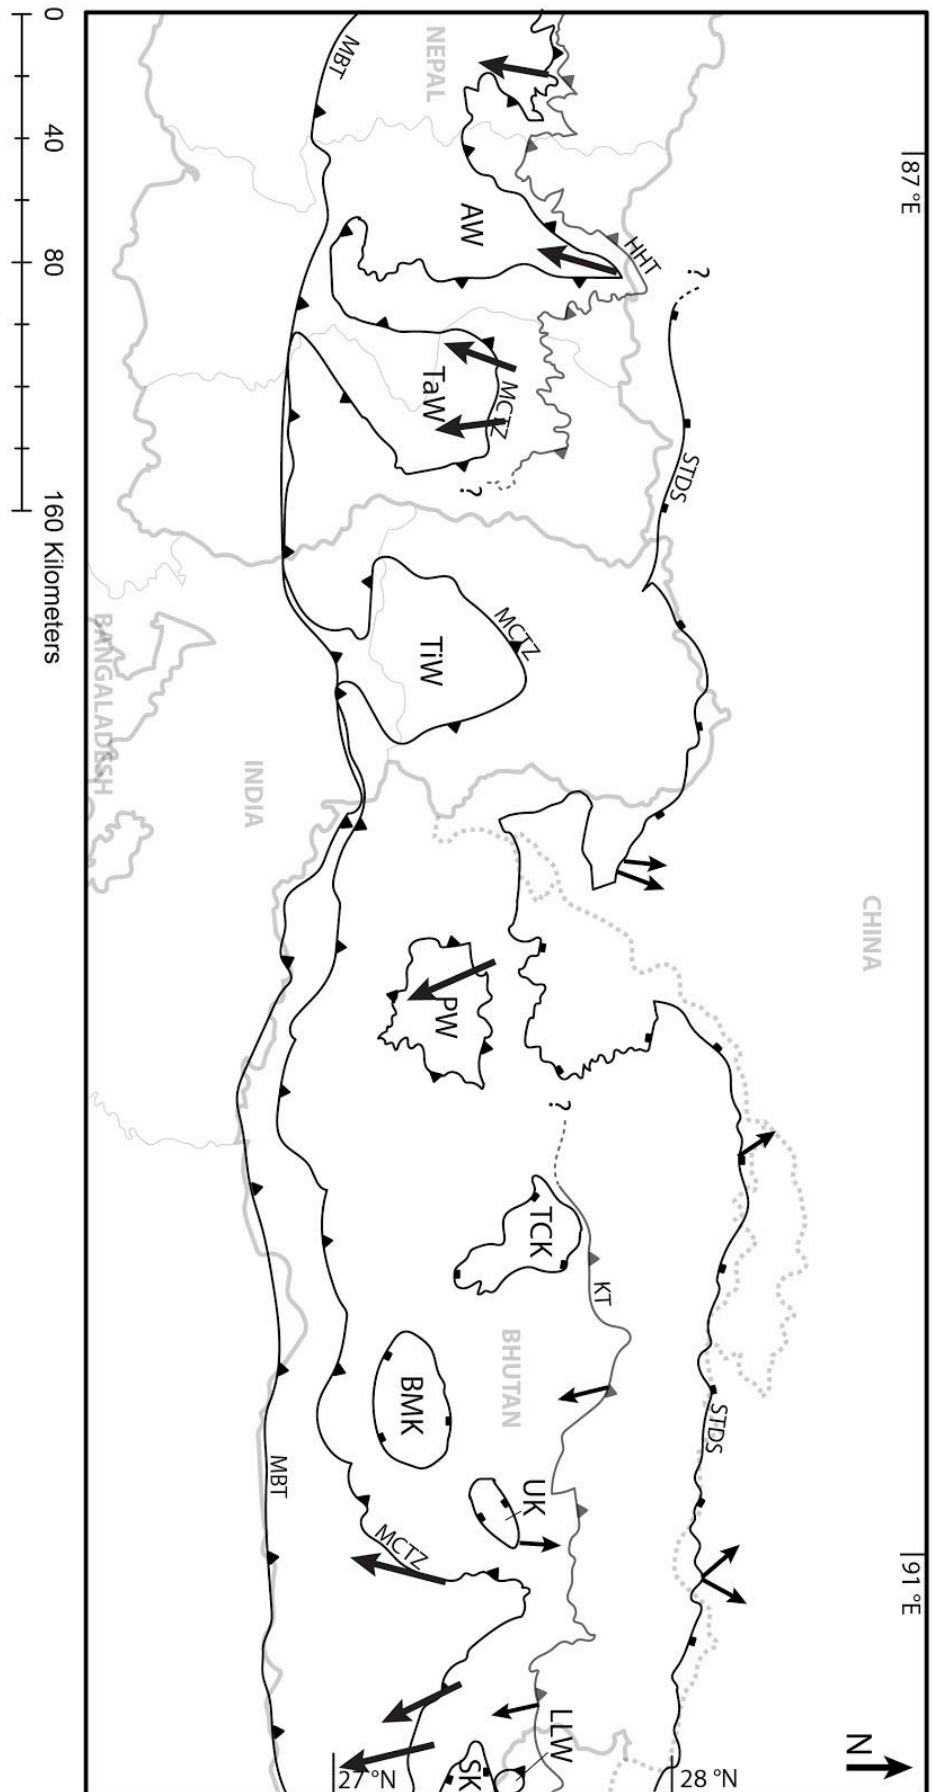 87 °E
91 °E
N
CHINA
28 °N
?
STDS
STDS
HHT
KT
?
LLW
NEPAL
AW
MCTZ
?
MCTZ
TCK
BHUTAN
UK
SK
TaW
TiW
PW
BMK
MCTZ
27 °N
MBT
MBT
INDIA
BANGALADESH
0
40
80
160 Kilometers